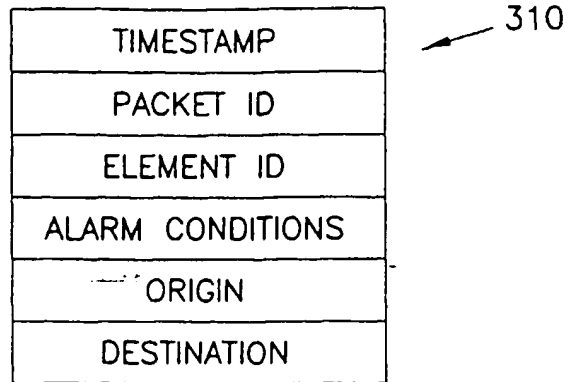 310
TIMESTAMP
PACKET ID
ELEMENT ID
ALARM CONDITIONS
ORIGIN
DESTINATION